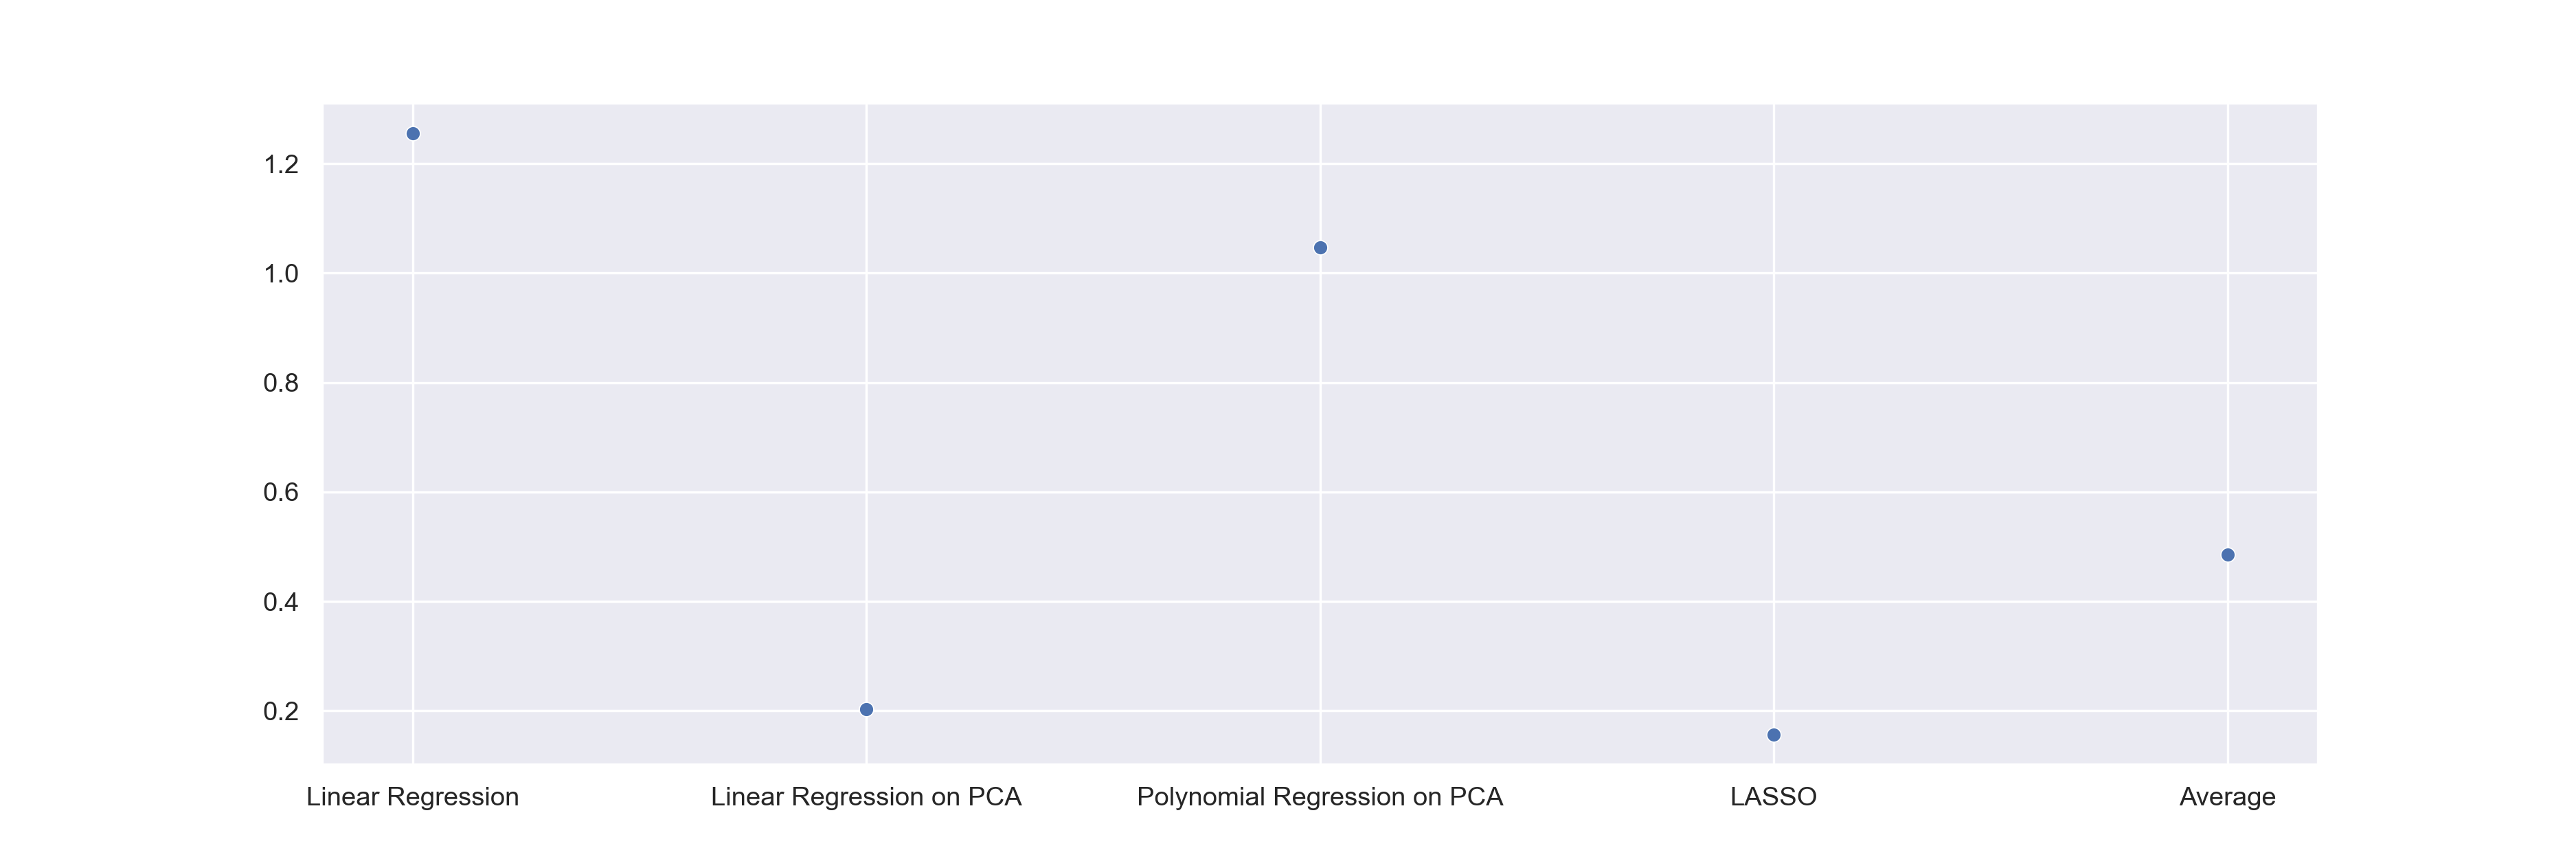 1.2
1.0
0.8
0.6
0.4
0.2
Linear Regression
Linear Regression on PCA
Polynomial Regression on PCA
LASSO
Average